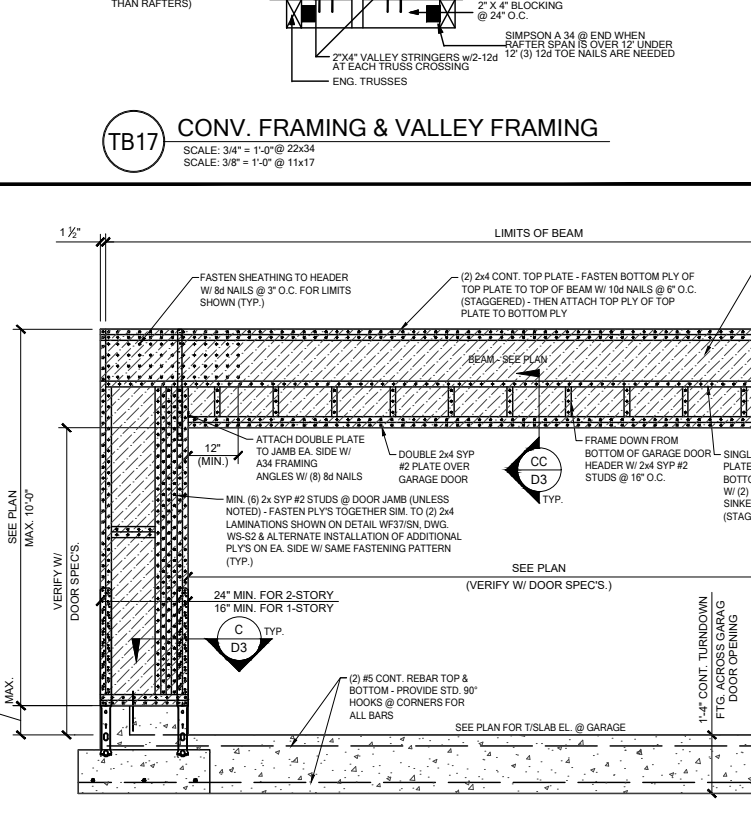 THAN RAFTERS)
2" X 4" BLOCKING
@ 24" O.C.
SIMPSON A 34 @ END WHEN
RAFTER SPAN IS OVER 12' UNDER
12' (3) 12d TOE NAILS ARE NEEDED
2"X4" VALLEY STRINGERS w/2-12d
AT EACH TRUSS CROSSING
ENG. TRUSSES
TB17
CONV. FRAMING & VALLEY FRAMING
SCALE: 3/4" = 1'-0"@ 22x34
SCALE: 3/8" = 1'-0" @ 11x17
1 ½"
LIMITS OF BEAM
FASTEN SHEATHING TO HEADER
W/ 8d NAILS @ 3" O.C. FOR LIMITS
SHOWN (TYP.)
(2) 2x4 CONT. TOP PLATE - FASTEN BOTTOM PLY OF
TOP PLATE TO TOP OF BEAM W/ 10d NAILS @ 6" O.C.
(STAGGERED) - THEN ATTACH TOP PLY OF TOP
PLATE TO BOTTOM PLY
BEAM - SEE PLAN
12"
(MIN.)
ATTACH DOUBLE PLATE
TO JAMB EA. SIDE W/
A34 FRAMING
ANGLES W/ (8) 8d NAILS
DOUBLE 2x4 SYP
#2 PLATE OVER
GARAGE DOOR
CC
D3
TYP.
FRAME DOWN FROM
BOTTOM OF GARAGE DOOR
HEADER W/ 2x4 SYP #2
STUDS @ 16" O.C.
SINGL
PLATE
BOTTO
W/ (2)
SINKE
(STAG
MIN. (6) 2x SYP #2 STUDS @ DOOR JAMB (UNLESS
NOTED) - FASTEN PLY'S TOGETHER SIM. TO (2) 2x4
LAMINATIONS SHOWN ON DETAIL WF37/SN, DWG.
WS-S2 & ALTERNATE INSTALLATION OF ADDITIONAL
PLY'S ON EA. SIDE W/ SAME FASTENING PATTERN
(TYP.)
SEE PLAN
MAX. 10'-0"
VERIFY W/
DOOR SPEC'S.
SEE PLAN
(VERIFY W/ DOOR SPEC'S.)
24" MIN. FOR 2-STORY
16" MIN. FOR 1-STORY
C
D3
TYP.
MAX.
(2) #5 CONT. REBAR TOP &
BOTTOM - PROVIDE STD. 90°
HOOKS @ CORNERS FOR
ALL BARS
SEE PLAN FOR T/SLAB EL. @ GARAGE
1'-4" CONT. TURNDOWN
FTG. ACROSS GARAG
DOOR OPENING